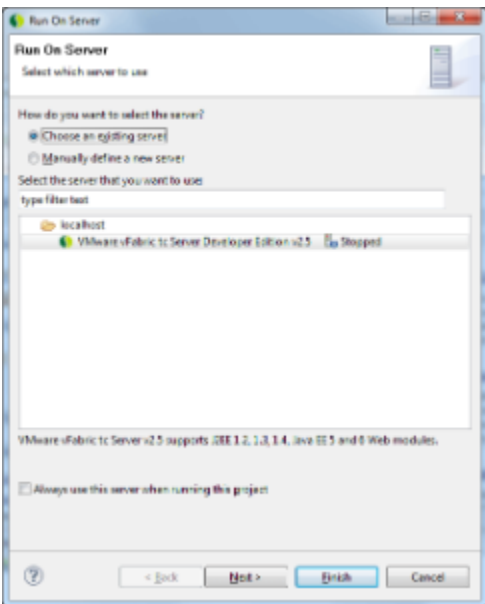 Run On Server
Run On Server
Select which server to use
How do you want to select the server?
Choose an existing server
Manually define a new server
Select the server that you want to use:
type filter text
localhost
VMware vFabric tc Server Developer Edition v2.5 Stopped
VMware vFabric tc Server v2.5 supports J2EE 1.2, 1.3, 1.4, Java EE 5 and 6 Web modules.
Always use this server when running this project
?
< Back Next > Finish Cancel